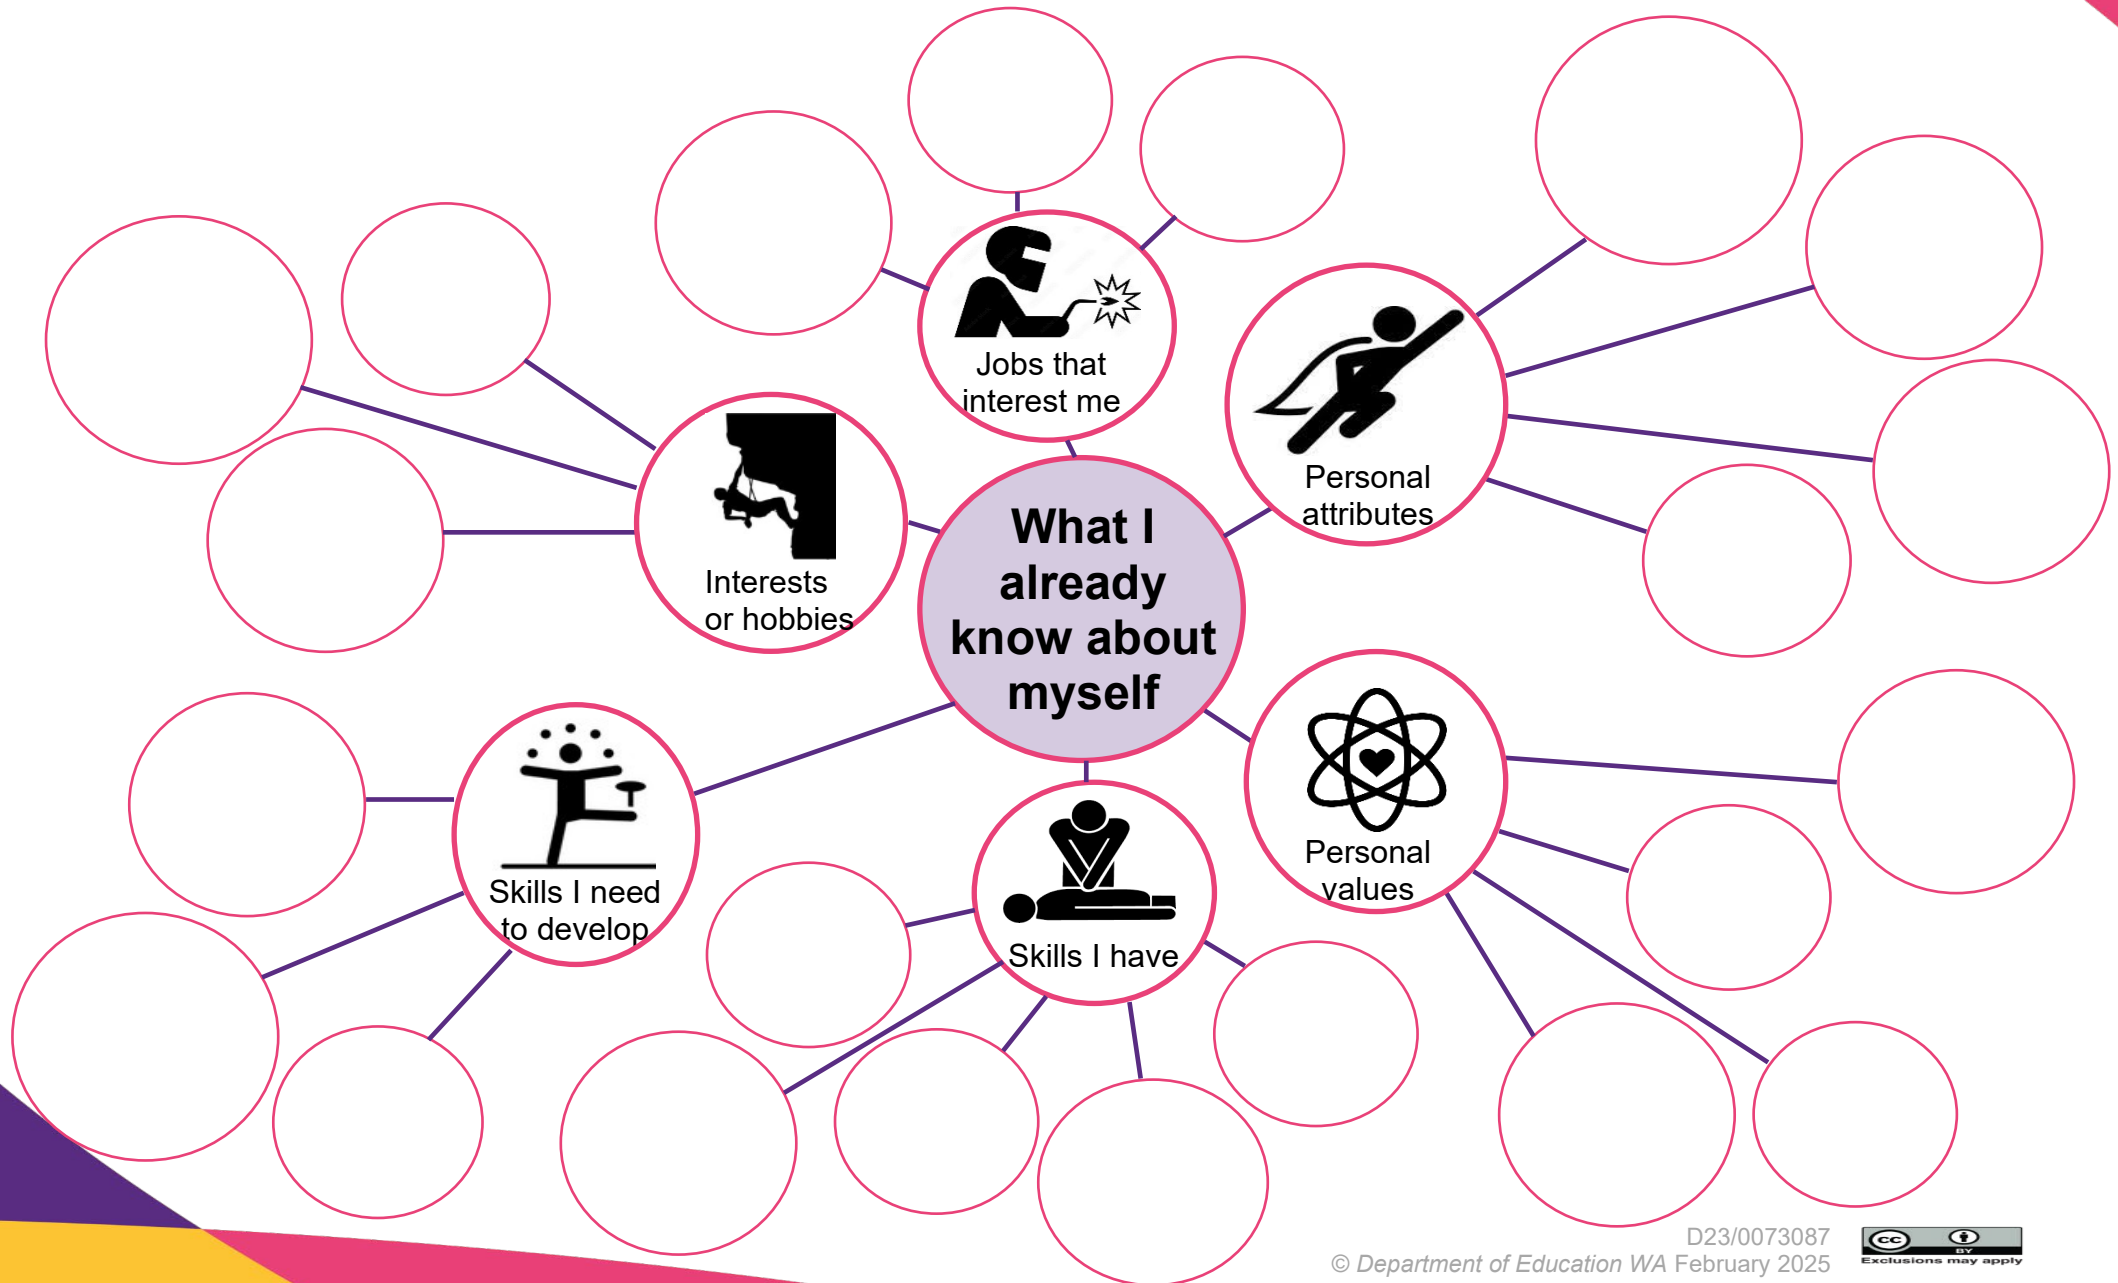 Jobs that
interest me
Personal
attributes
Interests
or hobbies
What I
already
know about
myself
Skills I need
to develop
Skills I have
Personal
values
D23/0073087
© Department of Education WA February 2025
cc
BY
Exclusions may apply